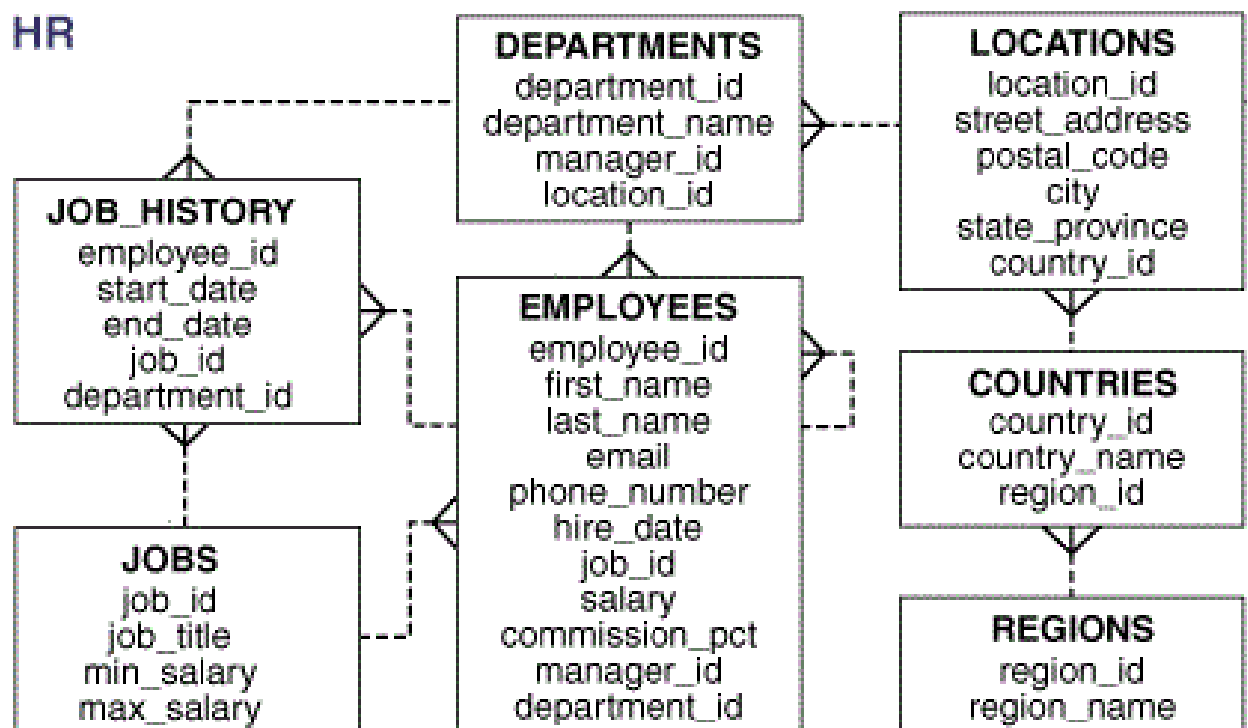 HR
DEPARTMENTS
department_id
department_name
manager_id
location_id
LOCATIONS
location_id
street_address
postal_code
city
state_province
country_id
JOB_HISTORY
employee_id
start_date
end_date
job_id
department_id
EMPLOYEES
employee_id
first_name
last_name
email
phone_number
hire_date
job_id
salary
commission_pct
manager_id
department_id
COUNTRIES
country_id
country_name
region_id
JOBS
job_id
job_title
min_salary
max_salary
REGIONS
region_id
region_name